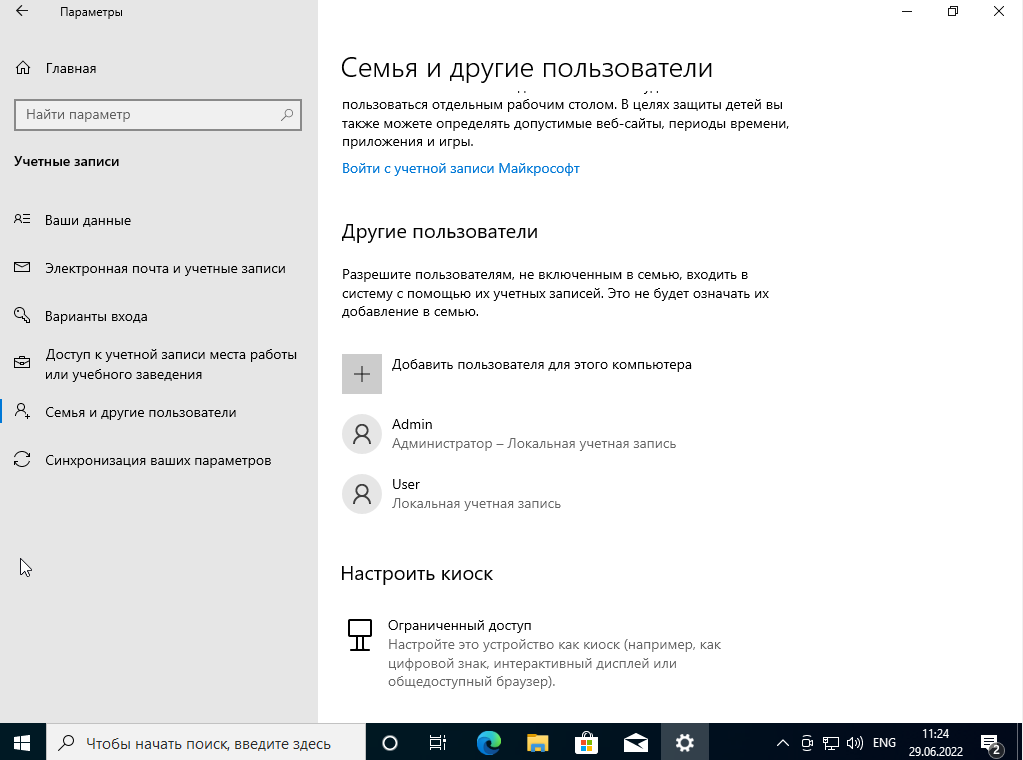 Параметры
Главная
Найти параметр
Учетные записи
Ваши данные
Электронная почта и учетные записи
Варианты входа
Доступ к учетной записи места работы
или учебного заведения
Семья и другие пользователи
Синхронизация ваших параметров
Семья и другие пользователи
пользоваться отдельным рабочим столом. В целях защиты детей вы
также можете определять допустимые веб-сайты, периоды времени,
приложения и игры.
Войти с учетной записи Майкрософт
Другие пользователи
Разрешите пользователям, не включенным в семью, входить в
систему с помощью их учетных записей. Это не будет означать их
добавление в семью.
Добавить пользователя для этого компьютера
Admin
Администратор – Локальная учетная запись
User
Локальная учетная запись
Настроить киоск
Ограниченный доступ
Настройте это устройство как киоск (например, как
цифровой знак, интерактивный дисплей или
общедоступный браузер).
Чтобы начать поиск, введите здесь
ENG
11:24
29.06.2022
2